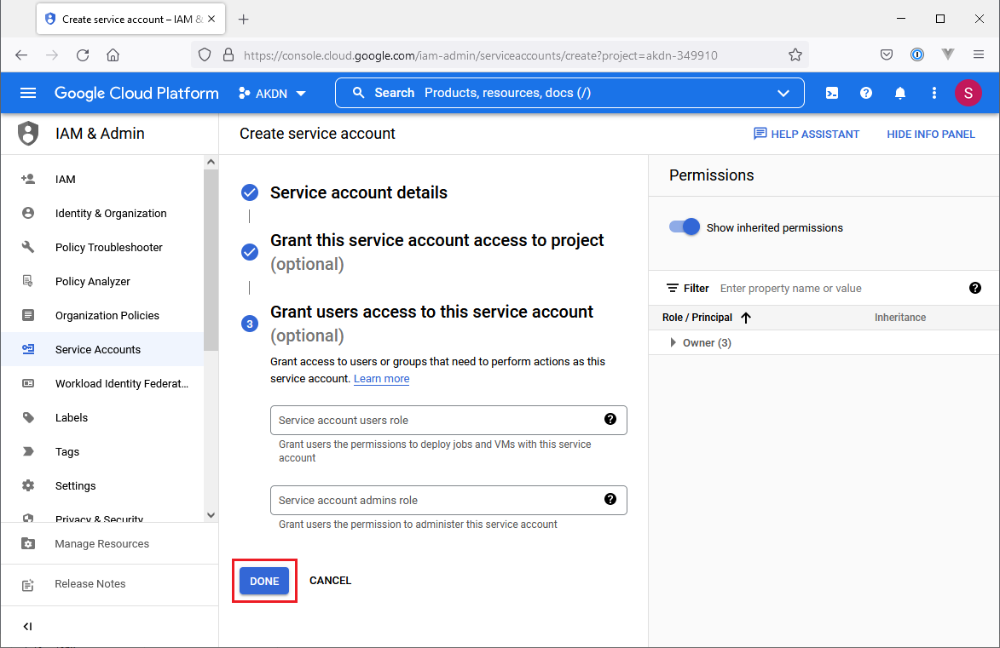 Create service account – IAM &
https://console.cloud.google.com/iam-admin/serviceaccounts/create?project=akdn-349910
Google Cloud Platform
AKDN
Search Products, resources, docs (/)
S
IAM & Admin
Create service account
HELP ASSISTANT
HIDE INFO PANEL
IAM
Identity & Organization
Policy Troubleshooter
Policy Analyzer
Organization Policies
Service Accounts
Workload Identity Federat...
Labels
Tags
Settings
Privacy & Security
Manage Resources
Release Notes
Service account details
Grant this service account access to project
(optional)
3
Grant users access to this service account
(optional)
Grant access to users or groups that need to perform actions as this
service account. Learn more
Service account users role
Grant users the permissions to deploy jobs and VMs with this service
account
Service account admins role
Grant users the permission to administer this service account
DONE
CANCEL
Permissions
Show inherited permissions
Filter Enter property name or value
Role / Principal
Inheritance
Owner (3)